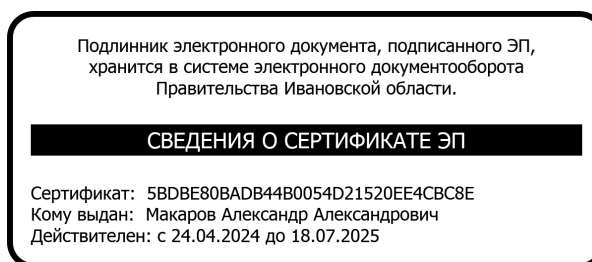 Подлинник электронного документа, подписанного ЭП,
хранится в системе электронного документооборота
Правительства Ивановской области.
СВЕДЕНИЯ О СЕРТИФИКАТЕ ЭП
Сертификат: 5BDBE80BADB44B0054D21520EE4CBC8E
Кому выдан: Макаров Александр Александрович
Действителен: с 24.04.2024 до 18.07.2025